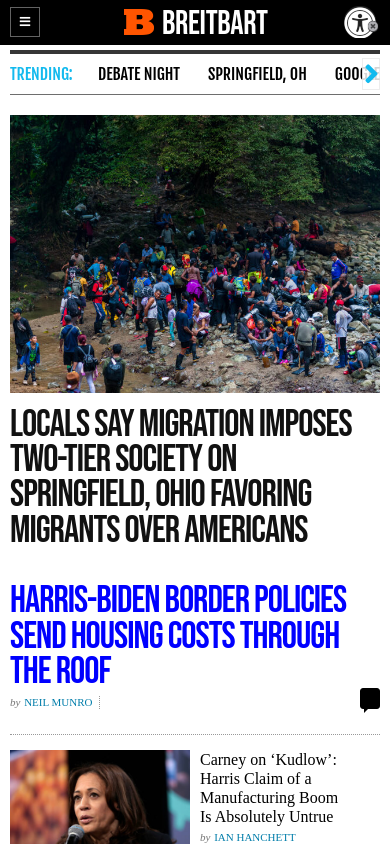 B BREITBART
TRENDING: DEBATE NIGHT SPRINGFIELD, OH GOOG
LOCALS SAY MIGRATION IMPOSES
TWO-TIER SOCIETY ON
SPRINGFIELD, OHIO FAVORING
MIGRANTS OVER AMERICANS
HARRIS-BIDEN BORDER POLICIES
SEND HOUSING COSTS THROUGH
THE ROOF
by NEIL MUNRO
Carney on ‘Kudlow’:
Harris Claim of a
Manufacturing Boom
Is Absolutely Untrue
by IAN HANCHETT